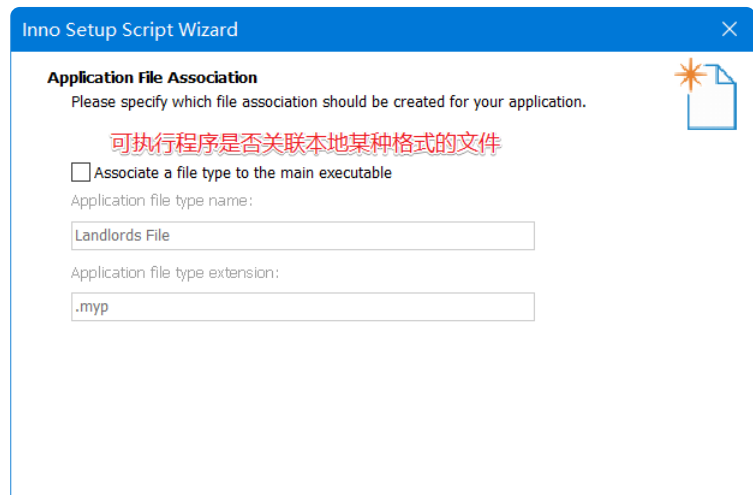 Inno Setup Script Wizard
Application File Association
Please specify which file association should be created for your application.
可执行程序是否关联本地某种格式的文件
Associate a file type to the main executable
Application file type name:
Landlords File
Application file type extension:
.myp